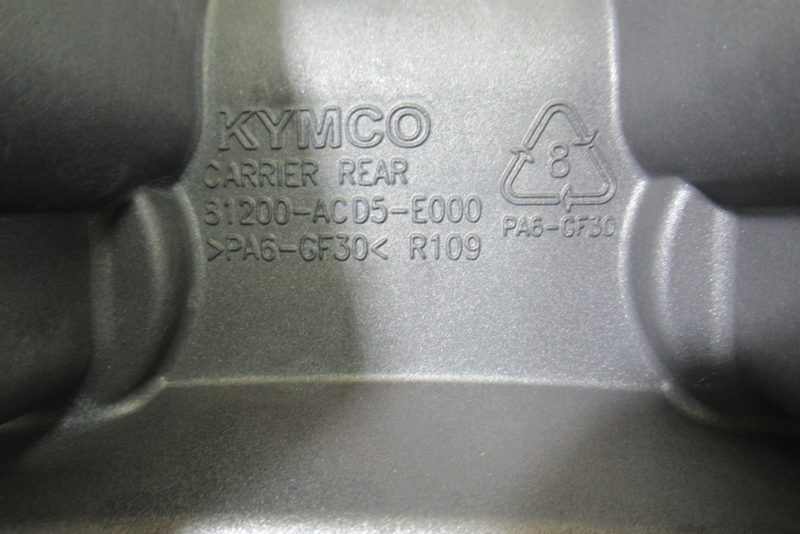 KYMCO
CARRIER REAR
81200-ACD5-E000
>PA6-GF30< R109
8
PA6-GF30